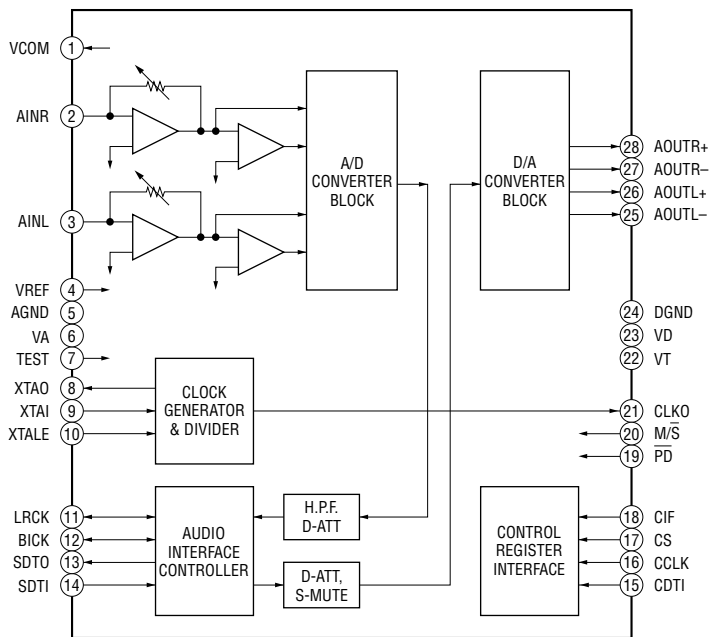 VCOM 1
AINR 2
AINL 3
VREF 4
AGND 5
VA 6
TEST 7
XTAO 8
XTAI 9
XTALE 10
LRCK 11
BICK 12
SDTO 13
SDTI 14
A/D
CONVERTER
BLOCK
D/A
CONVERTER
BLOCK
CLOCK
GENERATOR
& DIVIDER
AUDIO
INTERFACE
CONTROLLER
H.P.F.
D-ATT
D-ATT,
S-MUTE
CONTROL
REGISTER
INTERFACE
28 AOUTR+
27 AOUTR–
26 AOUTL+
25 AOUTL–
24 DGND
23 VD
22 VT
21 CLKO
20 M/S̅
19 P̅D̅
18 CIF
17 CS
16 CCLK
15 CDTI